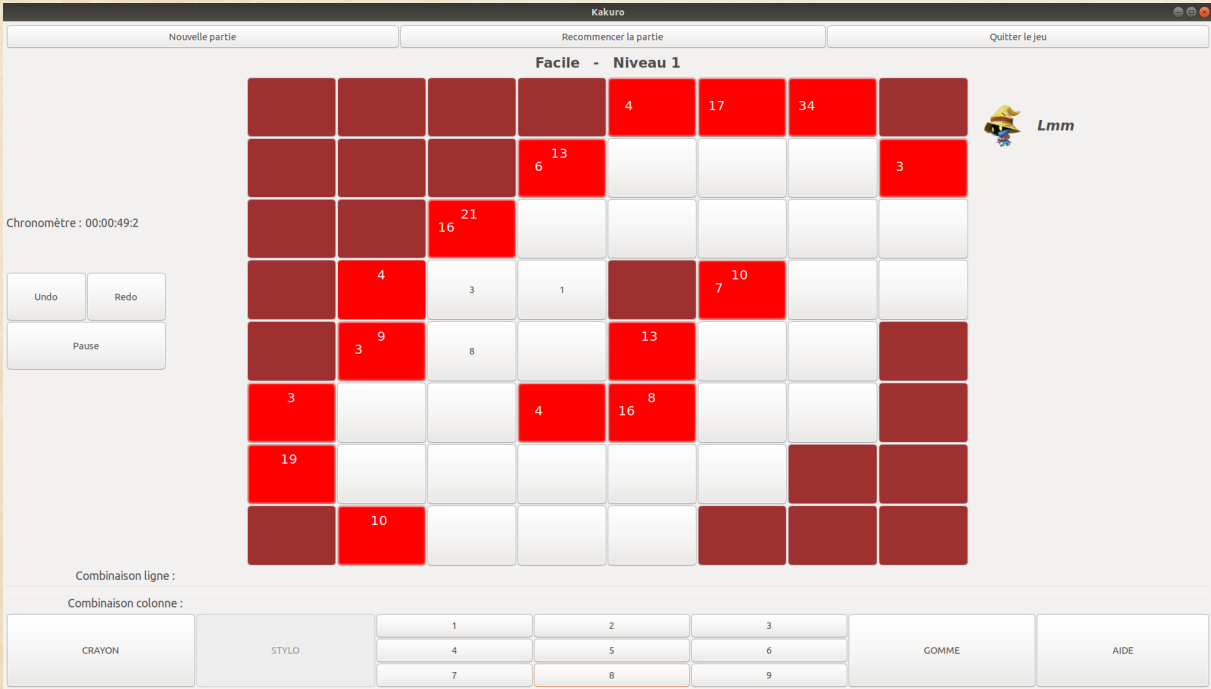 Kakuro
Nouvelle partie
Recommencer la partie
Quitter le jeu
Facile - Niveau 1
4 17 34
Lmm
13
6 3
21
16
Chronomètre : 00:00:49:2
4 3 1 10
7
Undo Redo
9 13
3 8
Pause
3 8
4 16
19
10
Combinaison ligne :
Combinaison colonne :
CRAYON
STYLO
1 2 3
4 5 6
7 8 9
GOMME
AIDE